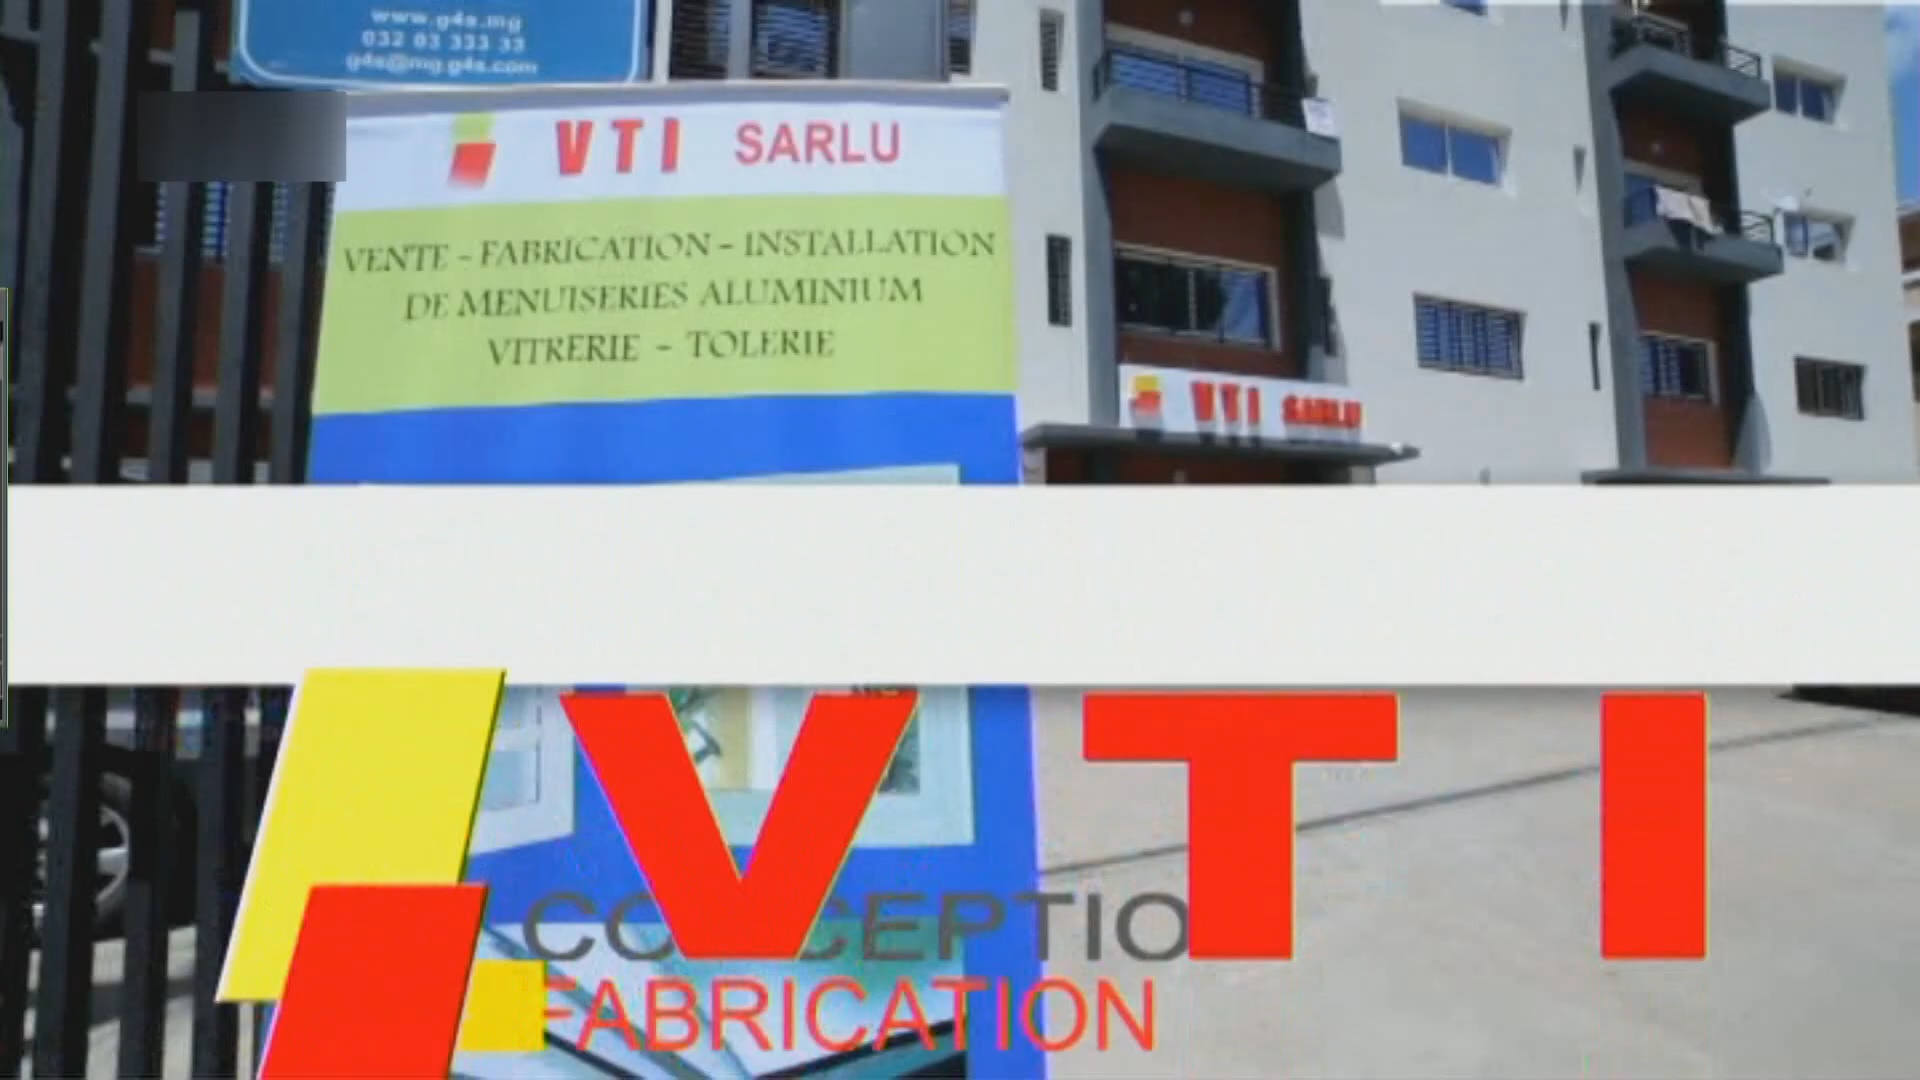 www.g4s.mg
032 03 333 33
g4s@mg.g4s.com
VTI SARLU
VENTE - FABRICATION - INSTALLATION
DE MENUISERIES ALUMINIUM
VITRERIE - TOLERIE
VTI SARLU
VTI
CONCEPTIO
FABRICATION